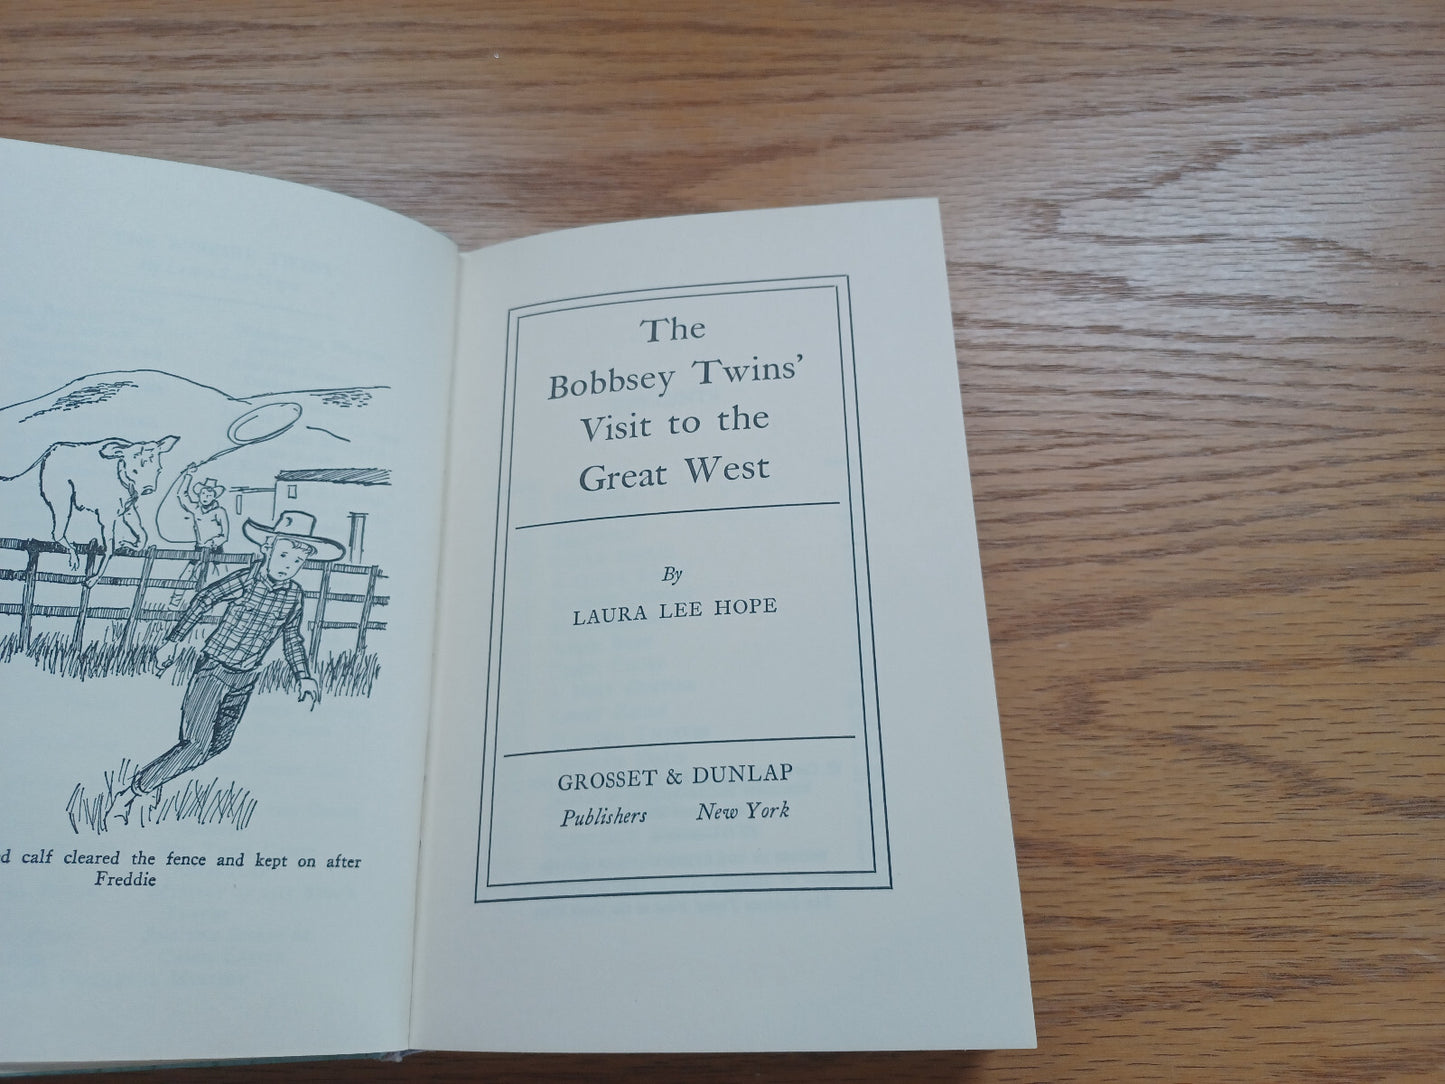 calf cleared the fence and kept on after
Freddie
The
Bobbsey Twins'
Visit to the
Great West
By
LAURA LEE HOPE
GROSSET & DUNLAP
Publishers New York